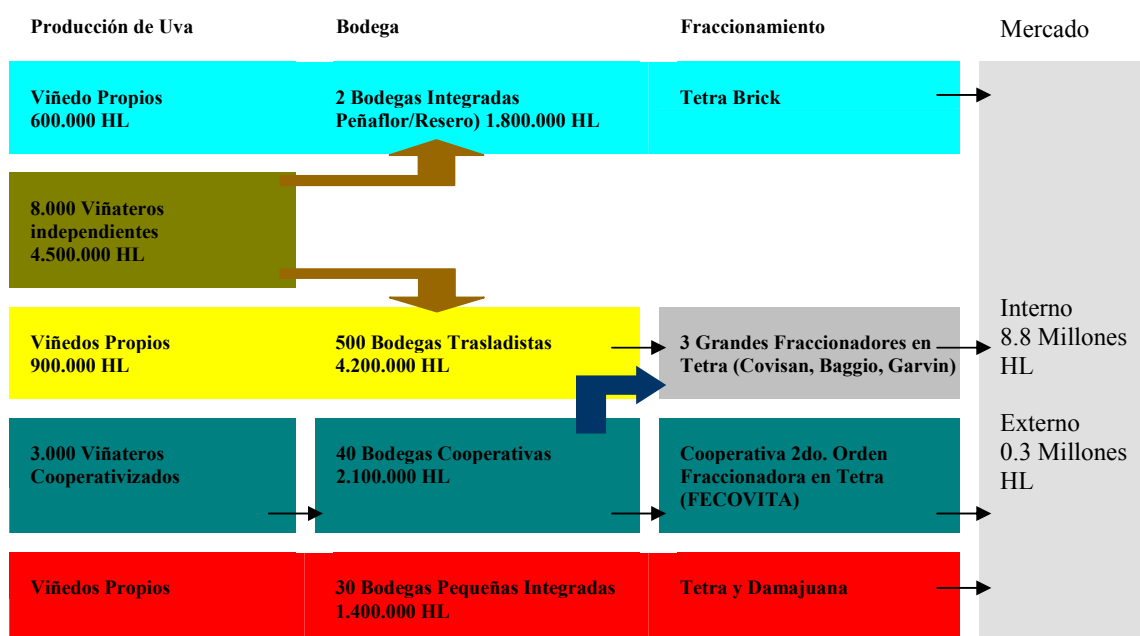 Producción de Uva
Bodega
Fraccionamiento
Mercado
Viñedo Propios
600.000 HL
2 Bodegas Integradas
Peñaflor/Resero) 1.800.000 HL
Tetra Brick
8.000 Viñateros
independientes
4.500.000 HL
Viñedos Propios
900.000 HL
500 Bodegas Trasladistas
4.200.000 HL
3 Grandes Fraccionadores en
Tetra (Covisan, Baggio, Garvin)
Interno
8.8 Millones
HL
Externo
0.3 Millones
HL
3.000 Viñateros
Cooperativizados
40 Bodegas Cooperativas
2.100.000 HL
Cooperativa 2do. Orden
Fraccionadora en Tetra
(FECOVITA)
Viñedos Propios
30 Bodegas Pequeñas Integradas
1.400.000 HL
Tetra y Damajuana